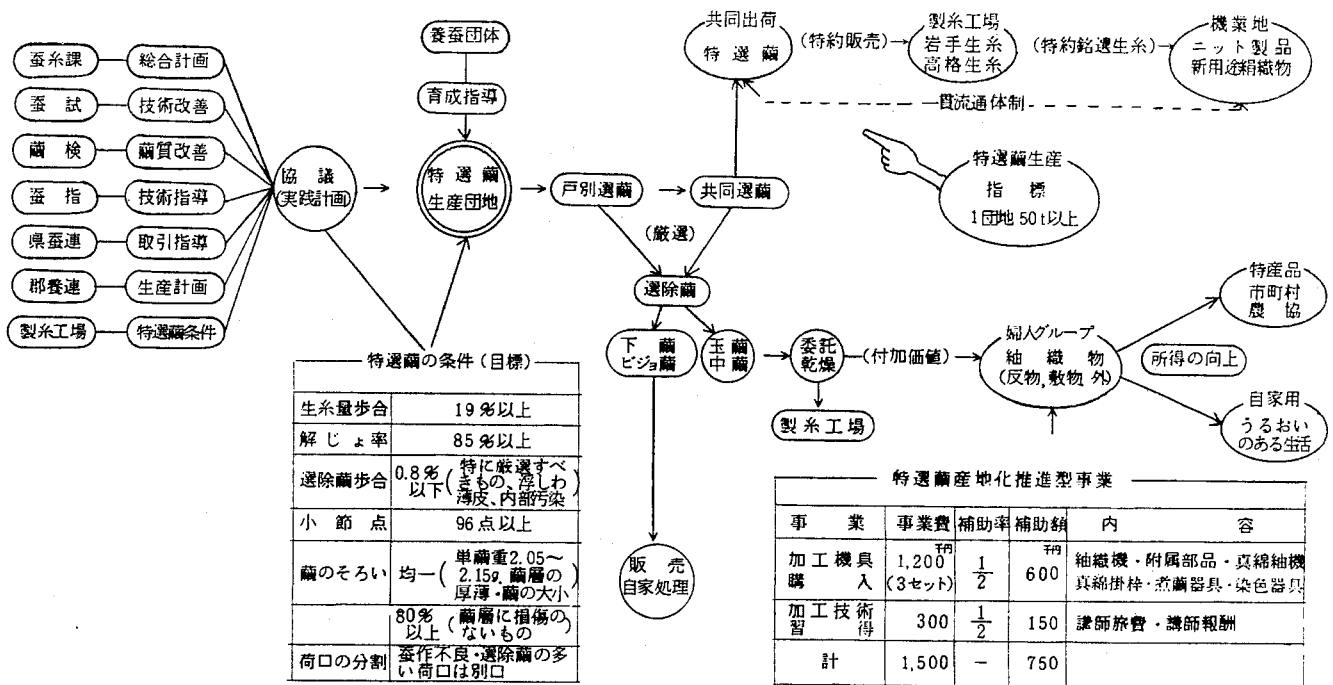 蚕糸課
総合計画
蚕試
技術改善
繭検
繭質改善
蚕指
技術指導
県蚕連
取引指導
郡養連
生産計画
製糸工場
特選繭条件
協議
(実践計画)
養蚕団体
育成指導
特選繭
生産団地
戸別選繭
共同選繭
共同出荷
特選繭
(特約販売)
製糸工場
岩手生糸
高格生糸
(特約銘選生糸)
機業地
ニット製品
新用途絹織物
一貫流通体制
特選繭生産
指標
1団地50t以上
(厳選)
選除繭
下繭
ビジョ繭
玉繭
中繭
委託
乾燥
製糸工場
(付加価値)
婦人グループ
紬織物
(反物,敷物,外)
所得の向上
特産品
市町村
農協
自家用
うるおい
のある生活
販売
自家処理
特選繭の条件(目標)
生糸量歩合 19%以上
解じょ率 85%以上
選除繭歩合 0.8%以下(特に厳選すべきもの、浮しわ薄皮、内部汚染)
小節点 96点以上
繭のそろい 均一(単繭重2.05〜2.15g.繭層の厚薄・繭の大小)
80%以上(繭層に損傷のないもの)
荷口の分割 蚕作不良・選除繭の多い荷口は別口
特選繭産地化推進型事業
事業 事業費 補助率 補助額 内容
加工機具購入 1,200千円(3セット) 1/2 600千円 紬織機・附属部品・真綿紬機
真綿掛枠・煮繭器具・染色器具
加工技術習得 300 1/2 150 講師旅費・講師報酬
計 1,500 — 750